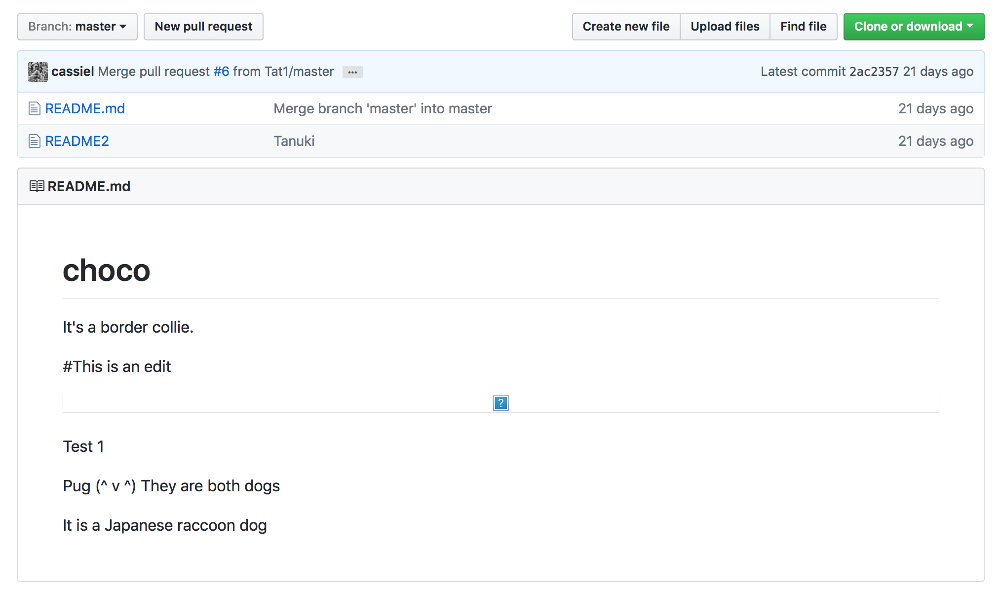 Branch: master New pull request Create new file Upload files Find file Clone or download
cassiel Merge pull request #6 from Tat1/master ... Latest commit 2ac2357 21 days ago
README.md Merge branch 'master' into master 21 days ago
README2 Tanuki 21 days ago
README.md
choco
It's a border collie.
#This is an edit
?
Test 1
Pug (^ v ^) They are both dogs
It is a Japanese raccoon dog